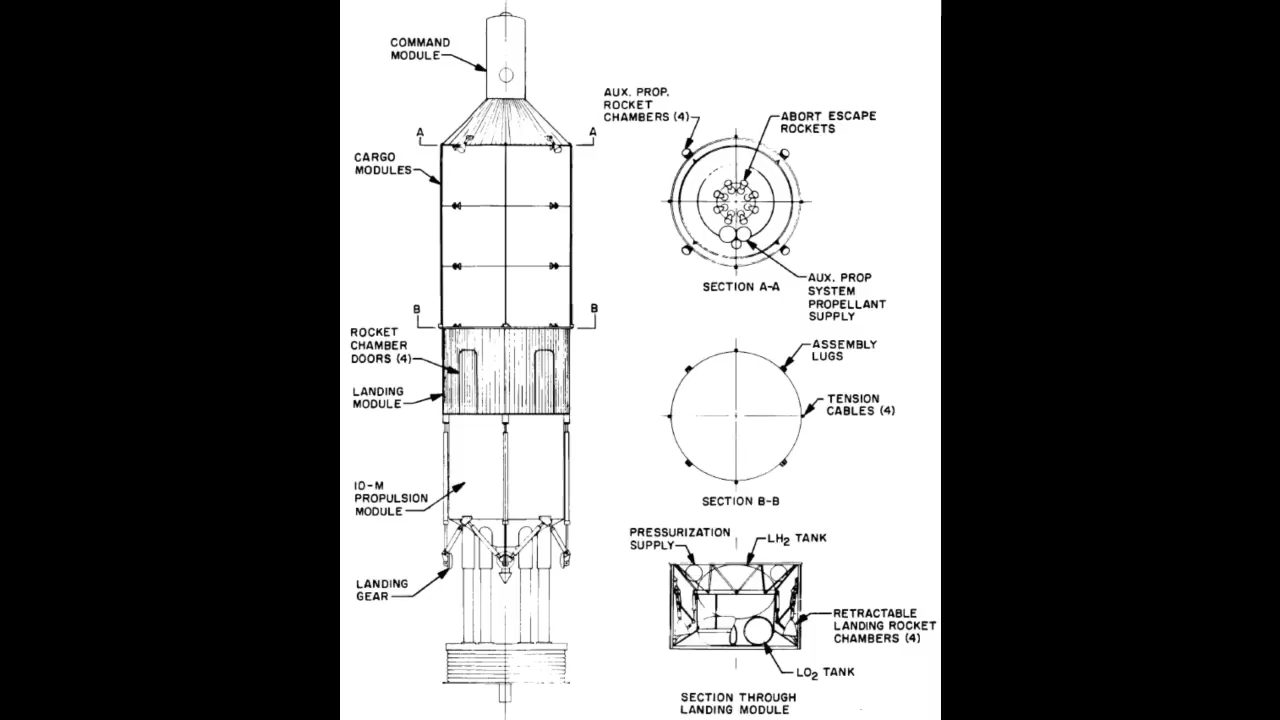 COMMAND
MODULE
A
A
CARGO
MODULES
B
B
ROCKET
CHAMBER
DOORS (4)
LANDING
MODULE
10-M
PROPULSION
MODULE
LANDING
GEAR
AUX. PROP.
ROCKET
CHAMBERS (4)
ABORT ESCAPE
ROCKETS
SECTION A-A
AUX. PROP
SYSTEM
PROPELLANT
SUPPLY
ASSEMBLY
LUGS
TENSION
CABLES (4)
SECTION B-B
PRESSURIZATION
SUPPLY
LH2 TANK
RETRACTABLE
LANDING ROCKET
CHAMBERS (4)
LO2 TANK
SECTION THROUGH
LANDING MODULE